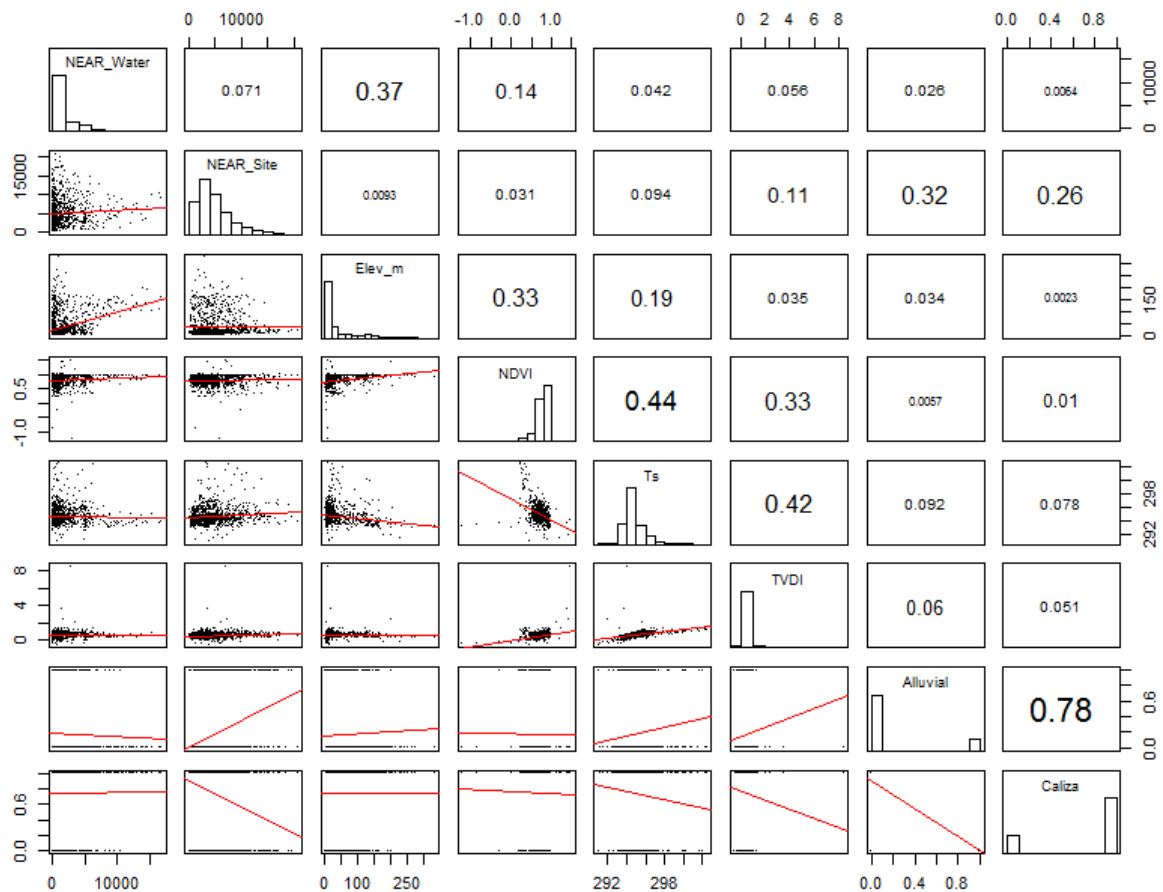 0 10000 -1.0 0.0 1.0 0 2 4 6 8 0.0 0.4 0.8
NEAR_Water 0.071 0.37 0.14 0.042 0.056 0.026 0.0064 0 10000
0 15000 NEAR_Site 0.0093 0.031 0.094 0.11 0.32 0.26
Elev_m 0.33 0.19 0.035 0.034 0.0023 0 150
-1.0 0.5 NDVI 0.44 0.33 0.0057 0.01
Ts 0.42 0.092 0.078 292 298
0 4 8 TVDI 0.06 0.051
Alluvial 0.78 0.0 0.6
0.0 0.6 Caliza
0 10000 0 100 250 292 298 0.0 0.4 0.8